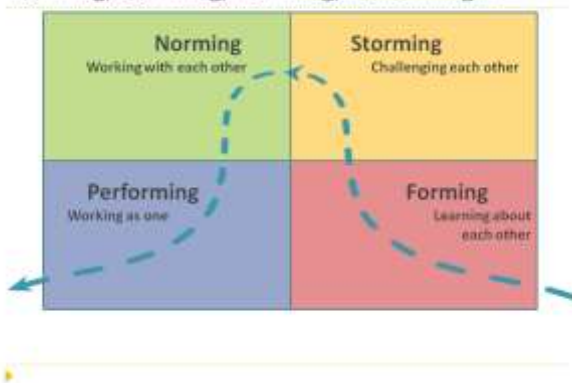 Norming
Working with each other
Storming
Challenging each other
Performing
Working as one
Forming
Learning about
each other